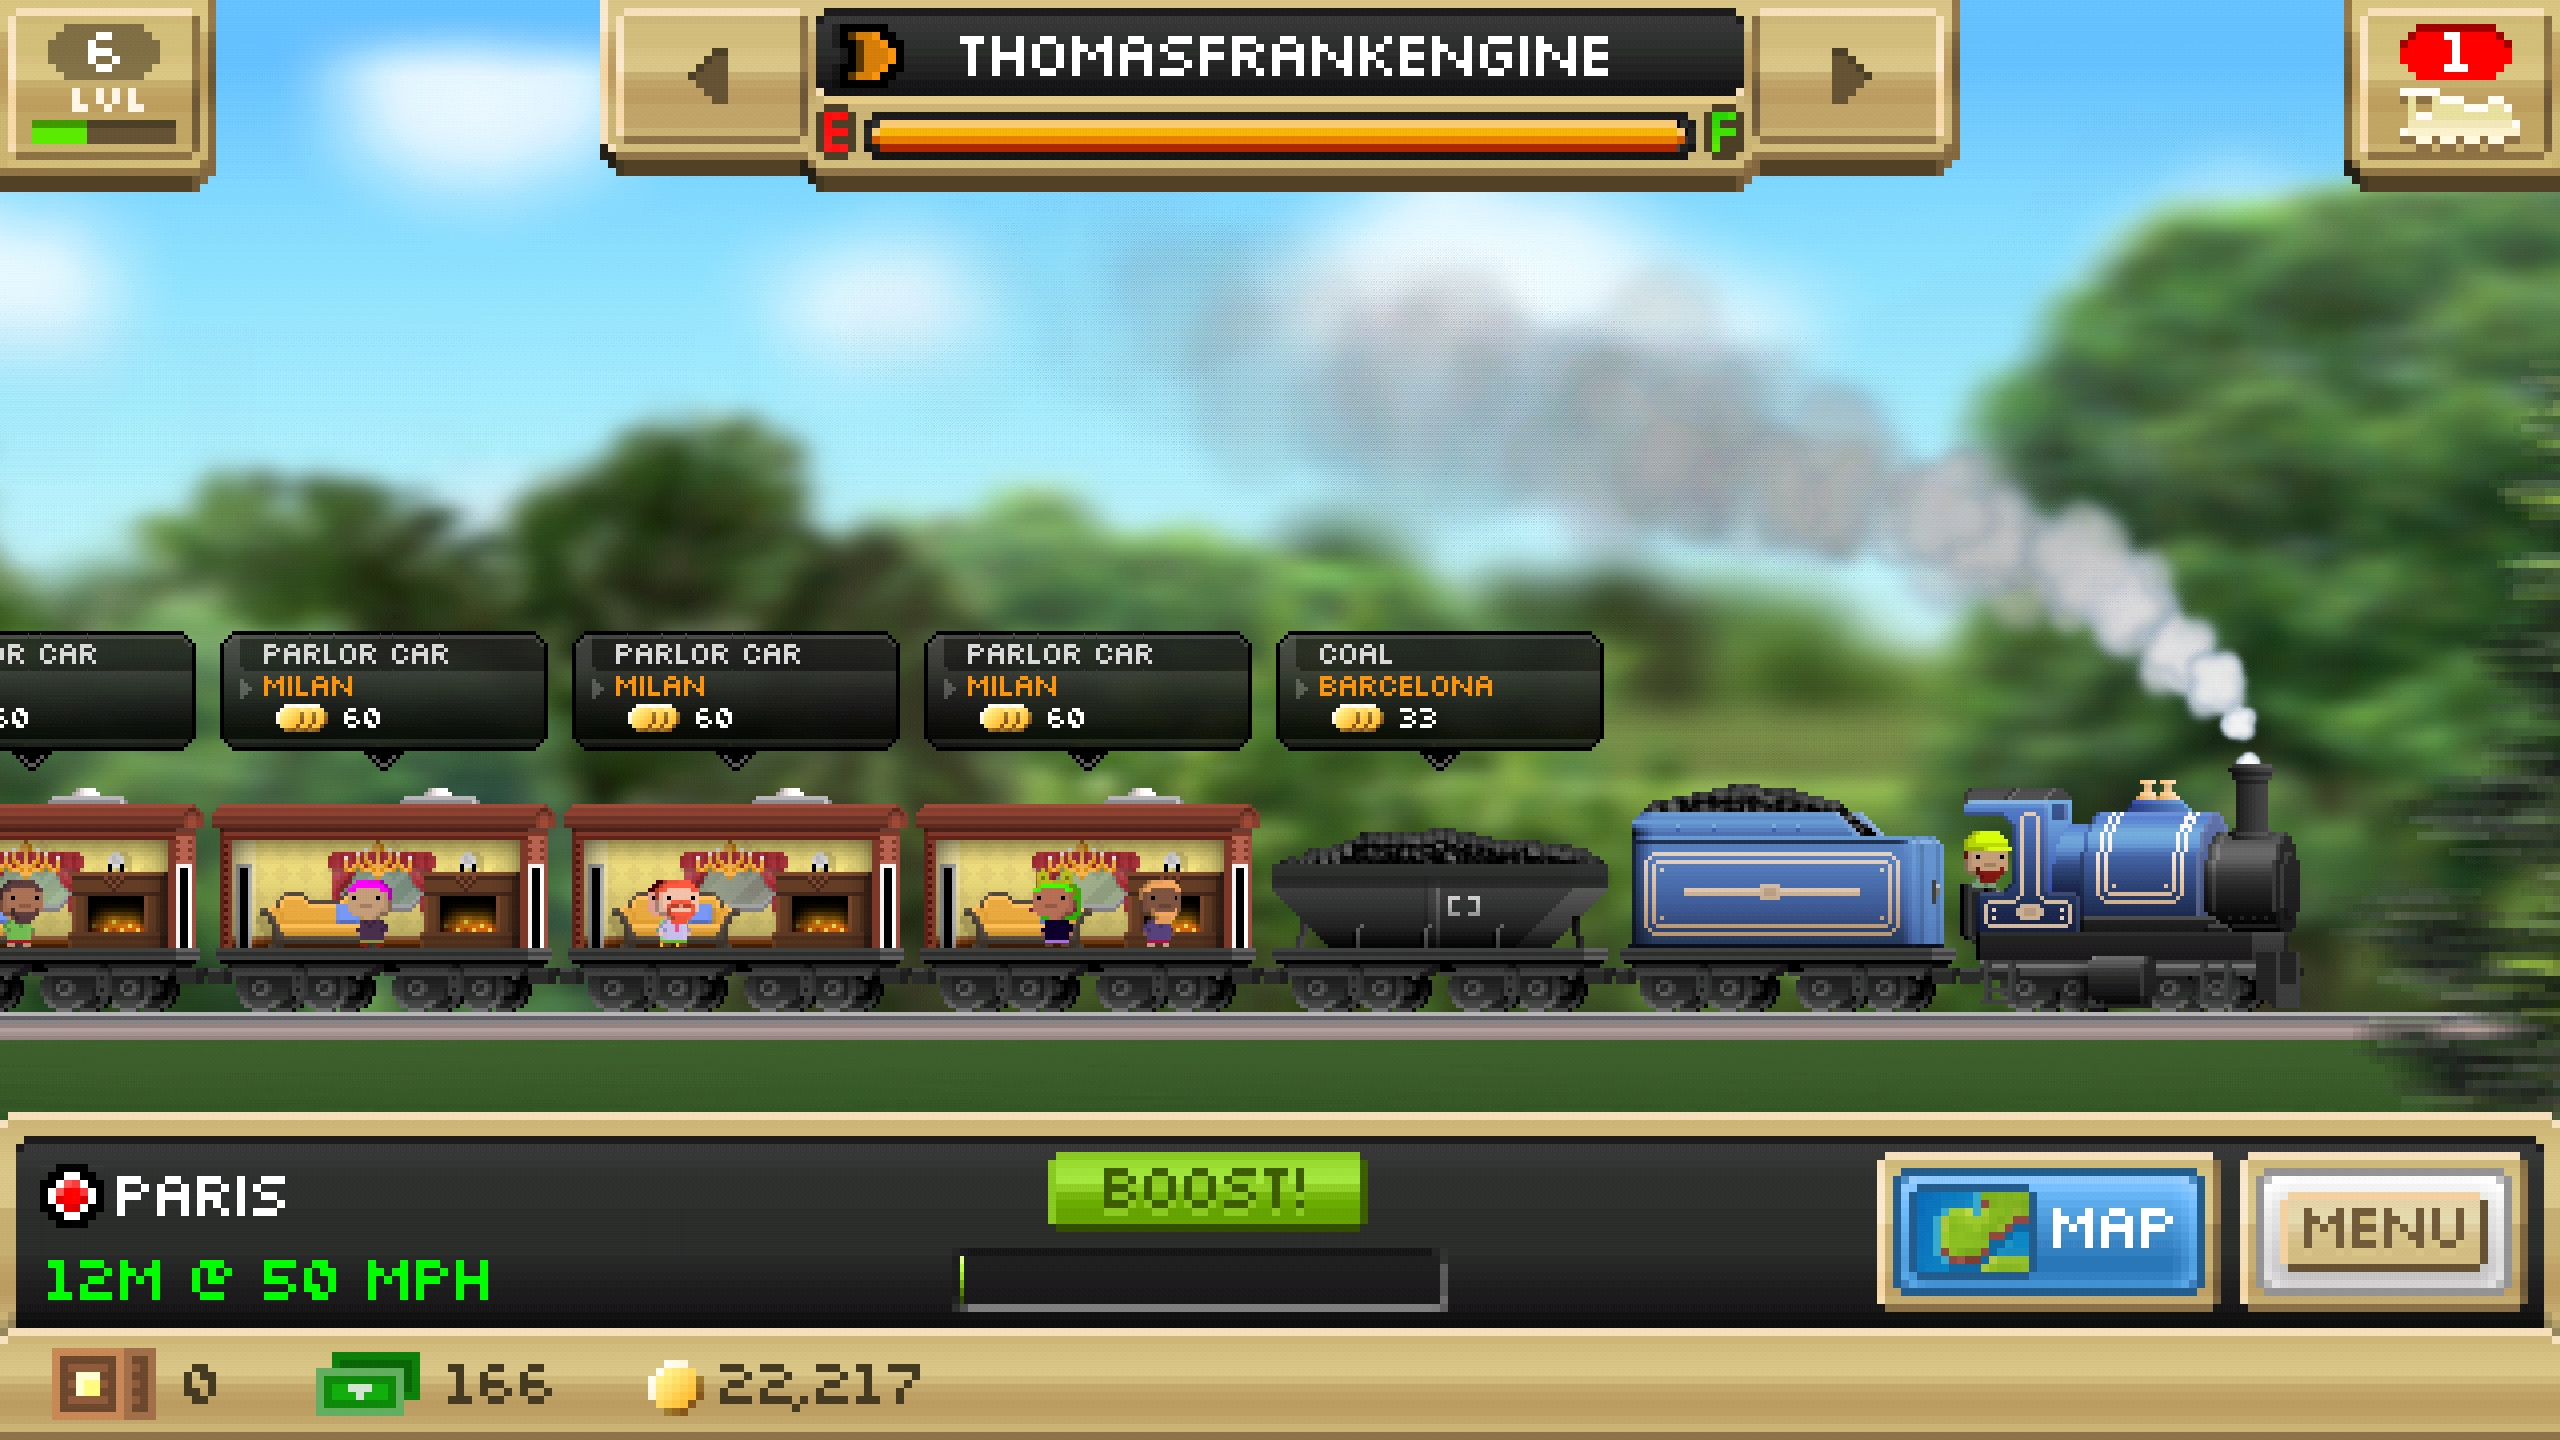 6
LVL
THOMASFRANKENGINE
E F
1
PARLOR CAR
MILAN
60
PARLOR CAR
MILAN
60
PARLOR CAR
MILAN
60
COAL
BARCELONA
33
PARIS
12M @ 50 MPH
BOOST!
MAP
MENU
0 166 22,217